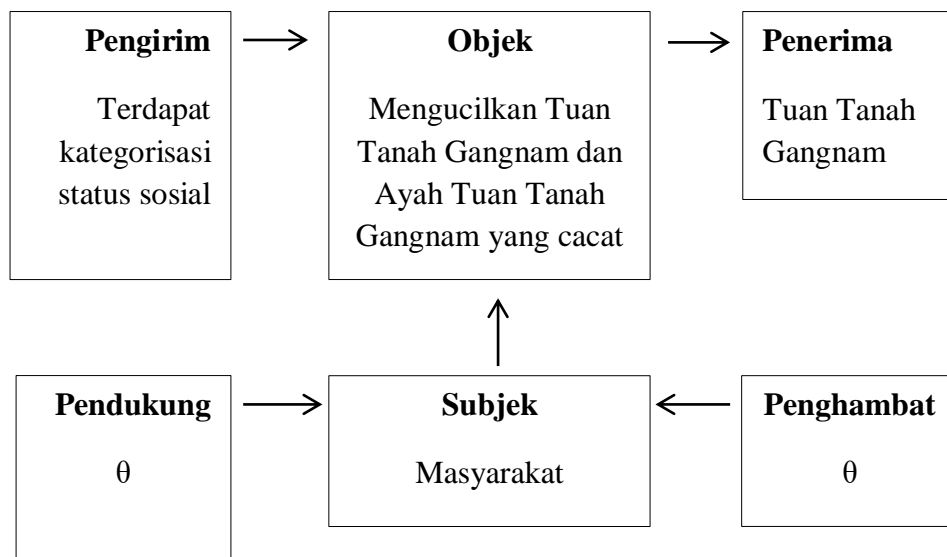 Pengirim
Terdapat
kategorisasi
status sosial
Objek
Mengucilkan Tuan
Tanah Gangnam dan
Ayah Tuan Tanah
Gangnam yang cacat
Penerima
Tuan Tanah
Gangnam
Pendukung
θ
Subjek
Masyarakat
Penghambat
θ